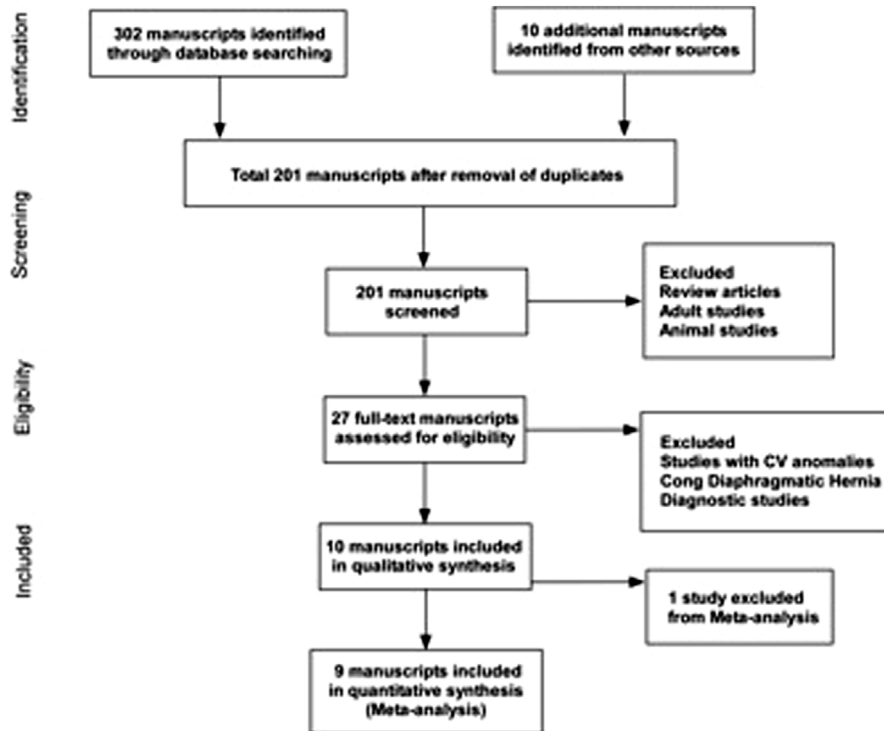 Identification
302 manuscripts identified
through database searching
10 additional manuscripts
identified from other sources
Total 201 manuscripts after removal of duplicates
Screening
201 manuscripts
screened
Excluded
Review articles
Adult studies
Animal studies
Eligibility
27 full-text manuscripts
assessed for eligibility
Excluded
Studies with CV anomalies
Cong Diaphragmatic Hernia
Diagnostic studies
Included
10 manuscripts included
in qualitative synthesis
1 study excluded
from Meta-analysis
9 manuscripts included
in quantitative synthesis
(Meta-analysis)